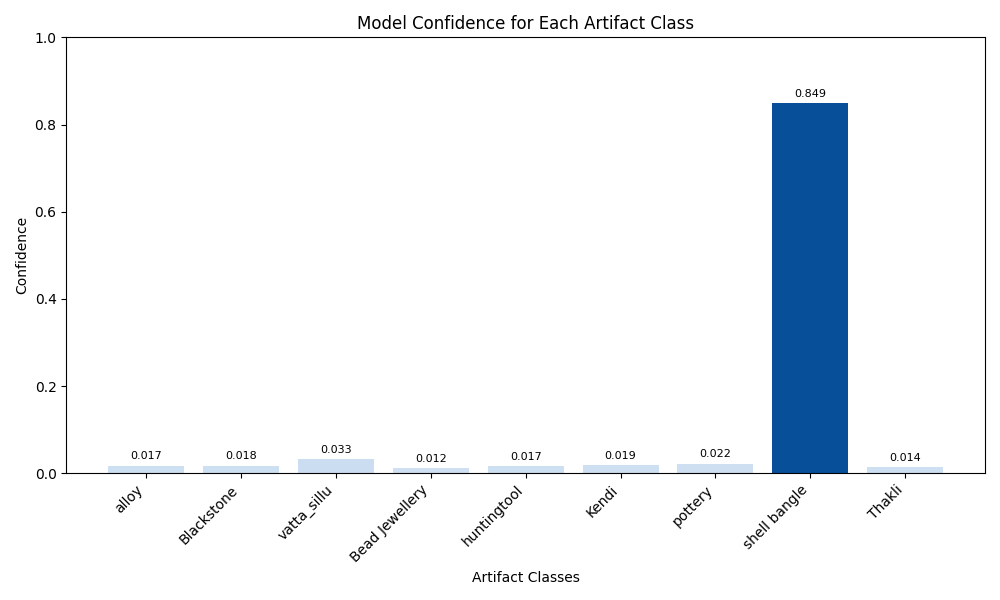 Model Confidence for Each Artifact Class
1.0
0.8
0.6
0.4
0.2
0.0
Confidence
0.017
0.018
0.033
0.012
0.017
0.019
0.022
0.849
0.014
alloy
Blackstone
vatta_sillu
Bead Jewellery
huntingtool
Kendi
pottery
shell bangle
Thakli
Artifact Classes